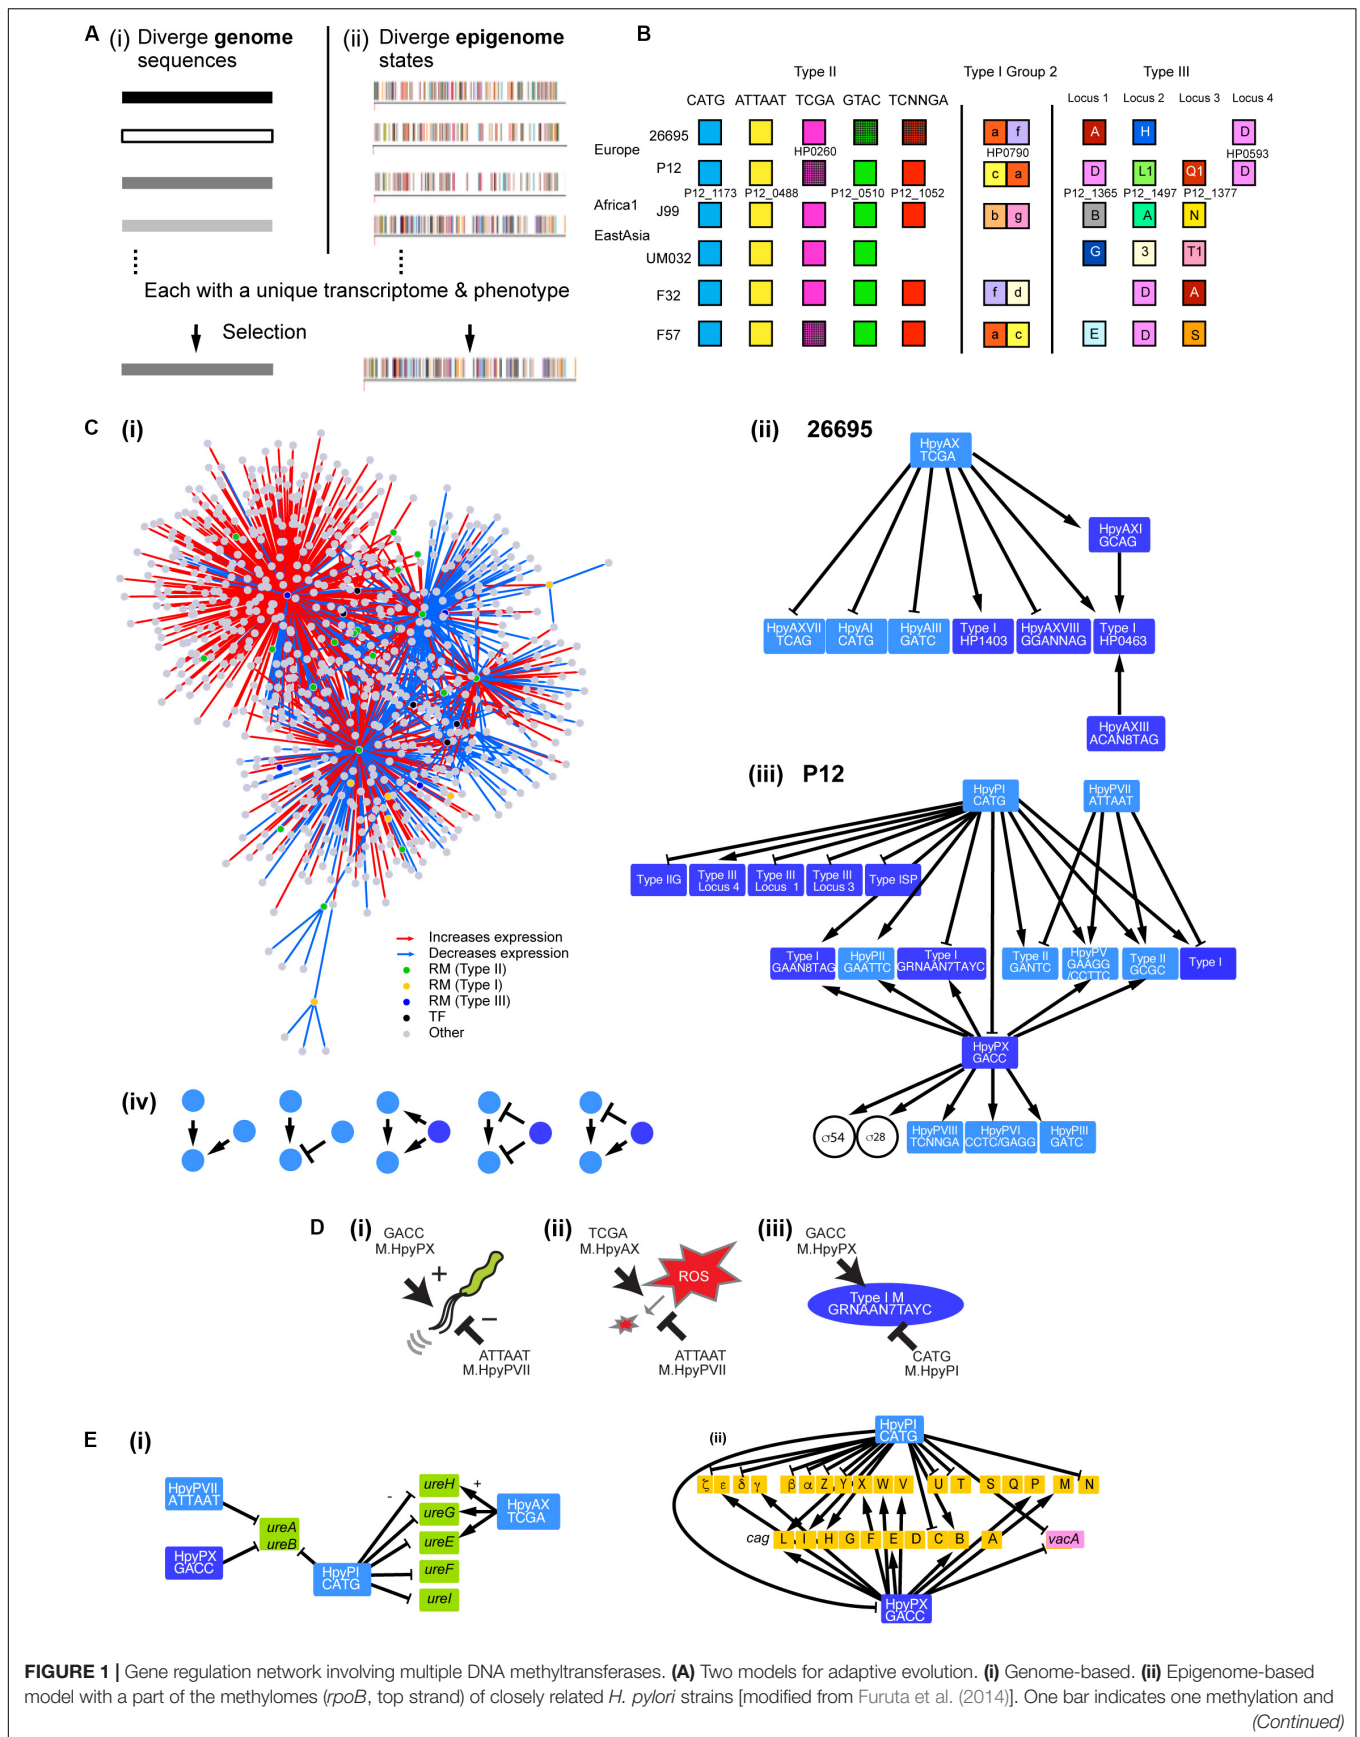 A (i) Diverge genome
sequences
(ii) Diverge epigenome
states
Each with a unique transcriptome & phenotype
Selection
B
Type II
Type I Group 2
Type III
CATG ATTAAT TCGA GTAC TCNNGA
Locus 1 Locus 2 Locus 3 Locus 4
26695 a f A H D
Europe HP0260 HP0790 HP0593
P12 c a D L1 Q1 D
P12_1173 P12_0488 P12_0510 P12_1052 P12_1365 P12_1497 P12_1377
Africa1
J99 b g B A N
EastAsia
UM032 G 3 T1
F32 f d D A
F57 a c E D S
C (i)
Increases expression
Decreases expression
RM (Type II)
RM (Type I)
RM (Type III)
TF
Other
(ii) 26695
HpyAX
TCGA
HpyAXI
GCAG
HpyAXVII
TCAG
HpyAI
CATG
HpyAIII
GATC
Type I
HP1403
HpyAXVIII
GGANNAG
Type I
HP0463
HpyAXIII
ACAN8TAG
(iii) P12
HpyPI
CATG
HpyPVII
ATTAAT
Type IIG
Type III
Locus 4
Type III
Locus 1
Type III
Locus 3
Type ISP
Type I
GAAN8TAG
HpyPII
GAATTC
Type I
GRNAAN7TAYC
Type II
GANTC
HpyPV
GAAGG
/CCTTC
Type II
GCGC
Type I
HpyPX
GACC
σ54
σ28
HpyPVIII
TCNNGA
HpyPVI
CCTC/GAGG
HpyPIII
GATC
(iv)
D (i)
GACC
M.HpyPX
+
−
ATTAAT
M.HpyPVII
(ii)
TCGA
M.HpyAX
ROS
ATTAAT
M.HpyPVII
(iii)
GACC
M.HpyPX
Type I M
GRNAAN7TAYC
CATG
M.HpyPI
E (i)
HpyPVII
ATTAAT
HpyPX
GACC
ureA
ureB
HpyPI
CATG
-
+
ureH
ureG
ureE
ureF
ureI
HpyAX
TCGA
(ii)
HpyPI
CATG
ζ ε δ γ β α Z Y X W V U T S Q P M N
cag L I H G F E D C B A vacA
HpyPX
GACC
FIGURE 1 | Gene regulation network involving multiple DNA methyltransferases. (A) Two models for adaptive evolution. (i) Genome-based. (ii) Epigenome-based
model with a part of the methylomes (rpoB, top strand) of closely related H. pylori strains [modified from Furuta et al. (2014)]. One bar indicates one methylation and
(Continued)